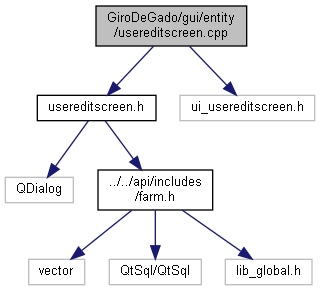 GiroDeGado/gui/entity
/usereditscreen.cpp
usereditscreen.h
ui_usereditscreen.h
QDialog
../../api/includes
/farm.h
vector
QtSql/QtSql
lib_global.h